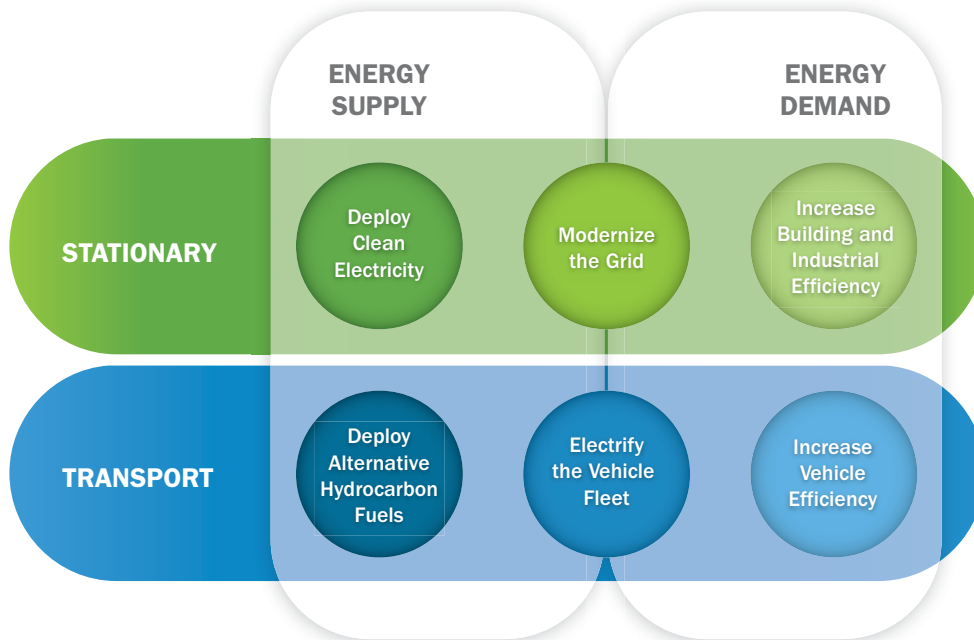 ENERGY
SUPPLY
ENERGY
DEMAND
STATIONARY
Deploy
Clean
Electricity
Modernize
the Grid
Increase
Building and
Industrial
Efficiency
TRANSPORT
Deploy
Alternative
Hydrocarbon
Fuels
Electrify
the Vehicle
Fleet
Increase
Vehicle
Efficiency